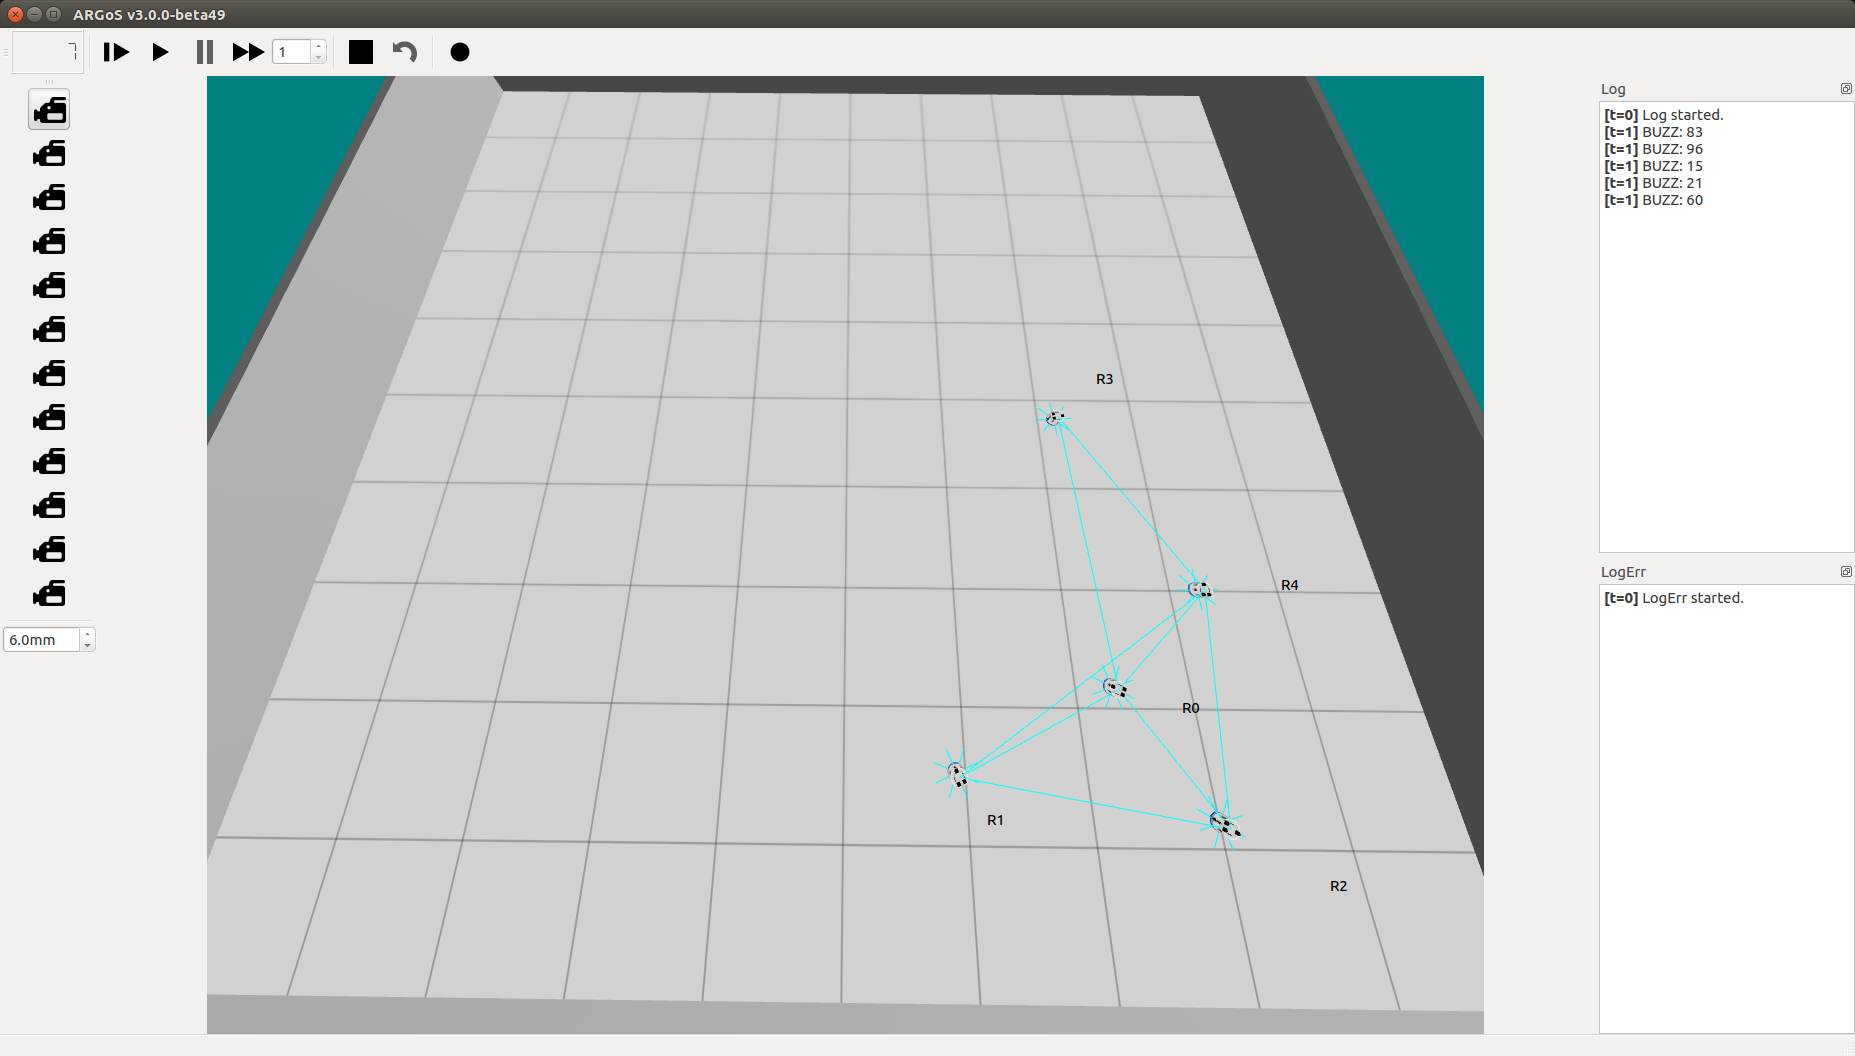 ARGoS v3.0.0-beta49
1
6.0mm
R3
R4
R0
R1
R2
Log
[t=0] Log started.
[t=1] BUZZ: 83
[t=1] BUZZ: 96
[t=1] BUZZ: 15
[t=1] BUZZ: 21
[t=1] BUZZ: 60
LogErr
[t=0] LogErr started.